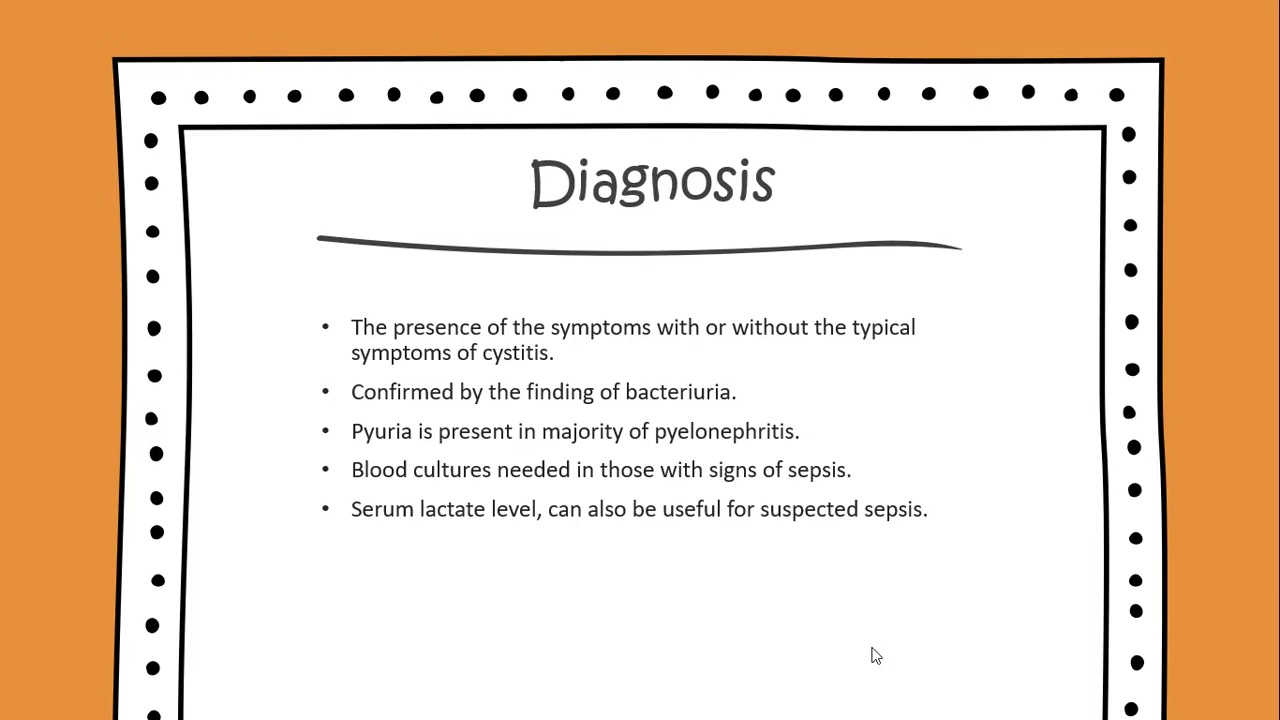 Diagnosis
• The presence of the symptoms with or without the typical
symptoms of cystitis.
• Confirmed by the finding of bacteriuria.
• Pyuria is present in majority of pyelonephritis.
• Blood cultures needed in those with signs of sepsis.
• Serum lactate level, can also be useful for suspected sepsis.